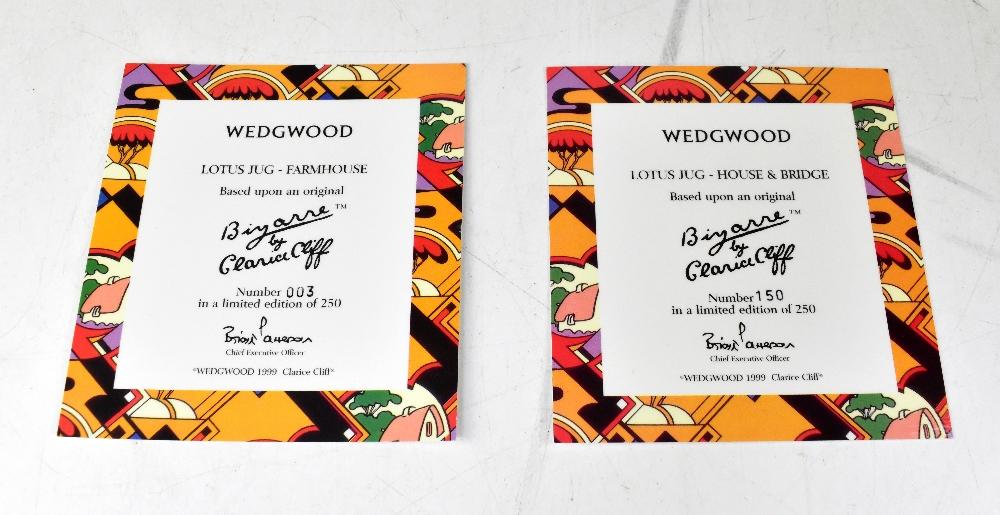 WEDGWOOD
LOTUS JUG - FARMHOUSE
Based upon an original
Bizarre™
by
Clarice Cliff
Number 003
in a limited edition of 250
Chief Executive Officer
©WEDGWOOD 1999 Clarice Cliff®
WEDGWOOD
LOTUS JUG - HOUSE & BRIDGE
Based upon an original
Bizarre™
by
Clarice Cliff
Number 150
in a limited edition of 250
Chief Executive Officer
©WEDGWOOD 1999 Clarice Cliff®